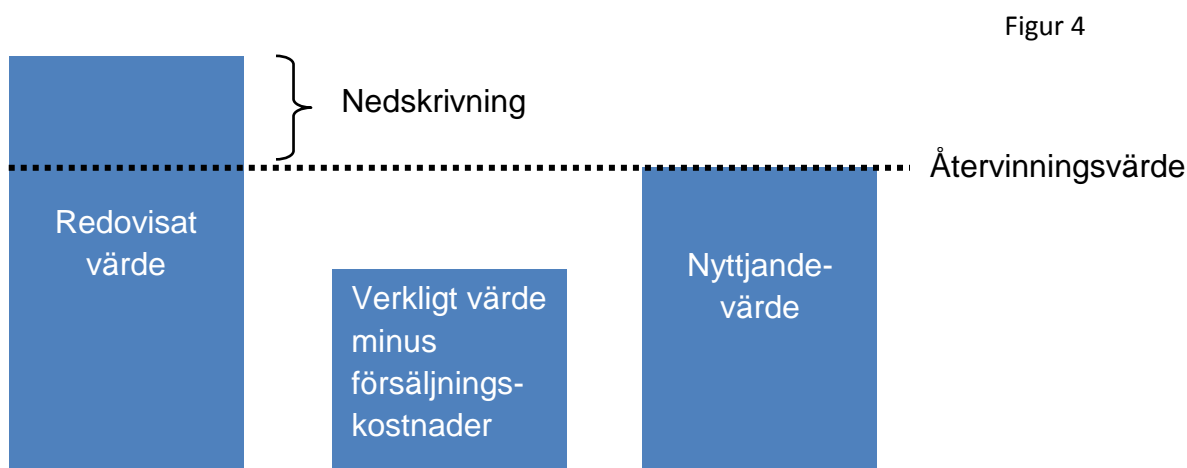 Figur 4
Nedskrivning
Återvinningsvärde
Redovisat
värde
Verkligt värde
minus
försäljnings-
kostnader
Nyttjande-
värde